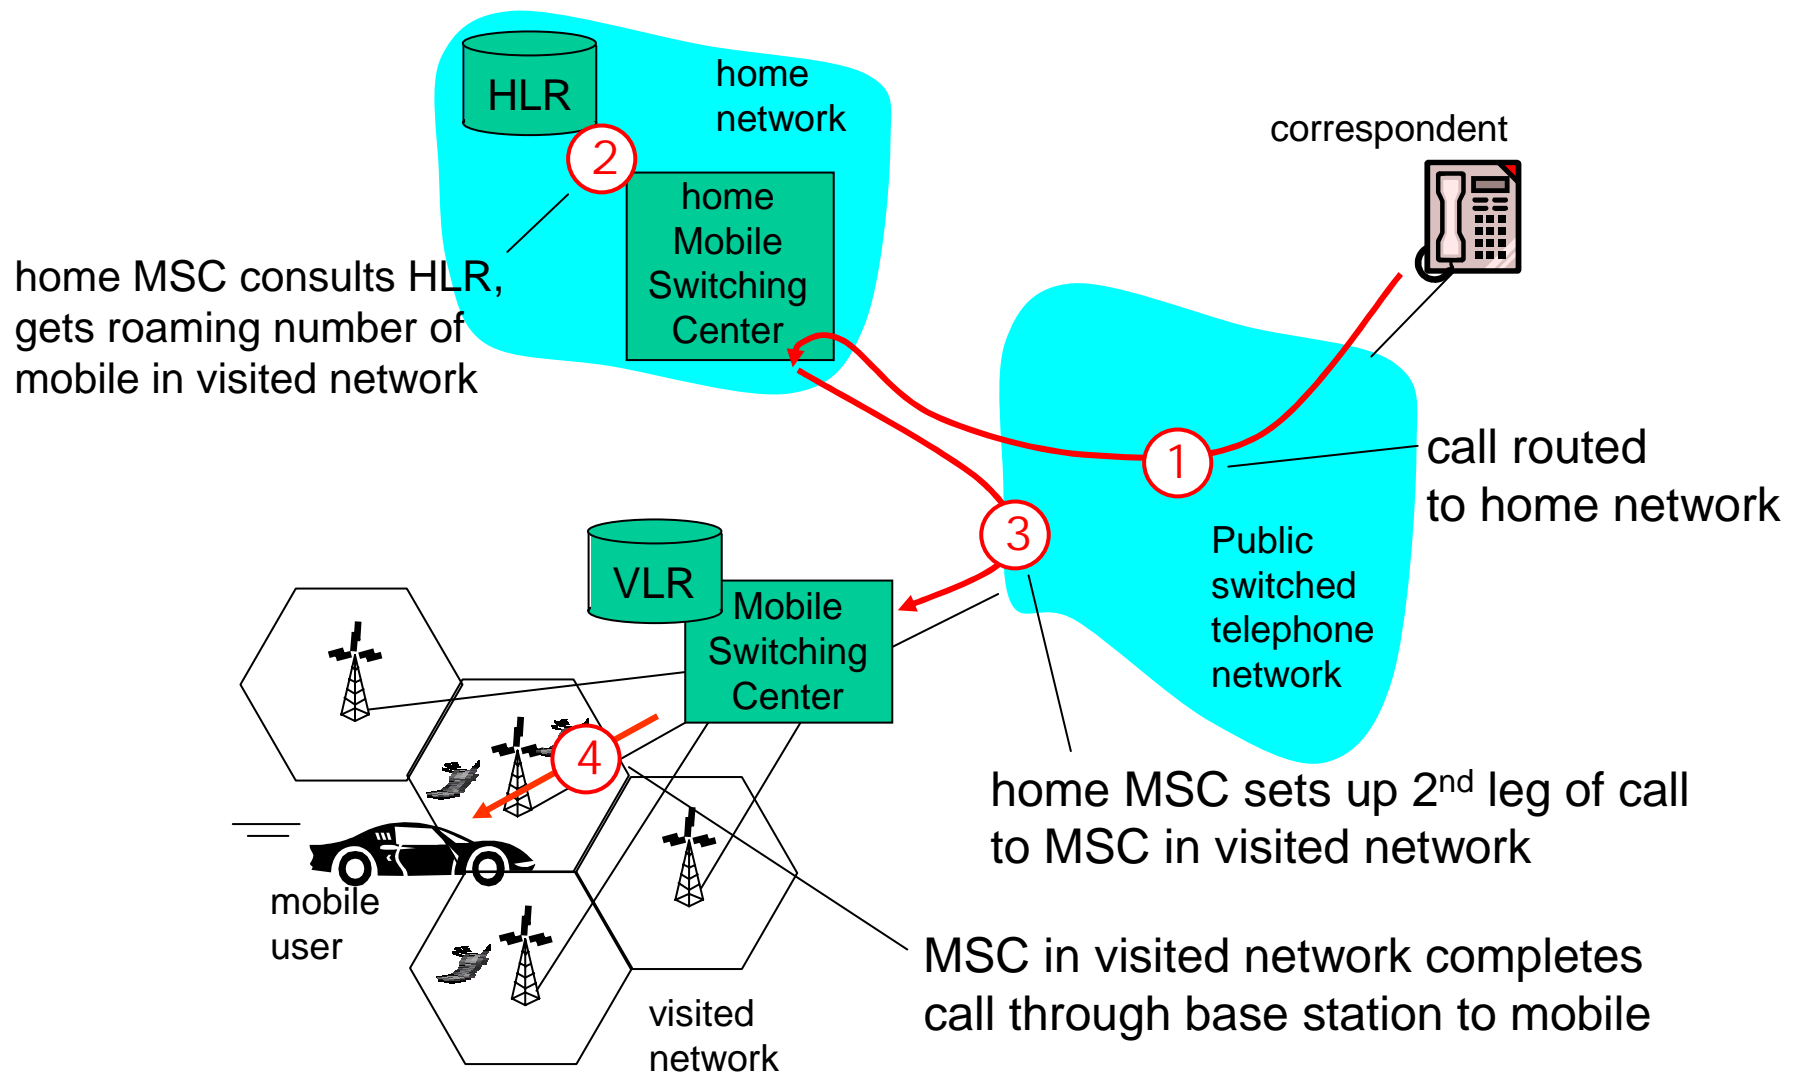 HLR
home
network
correspondent
2
home
Mobile
Switching
Center
home MSC consults HLR,
gets roaming number of
mobile in visited network
1
call routed
to home network
3
Public
switched
telephone
network
VLR
Mobile
Switching
Center
4
home MSC sets up 2nd leg of call
to MSC in visited network
mobile
user
MSC in visited network completes
call through base station to mobile
visited
network